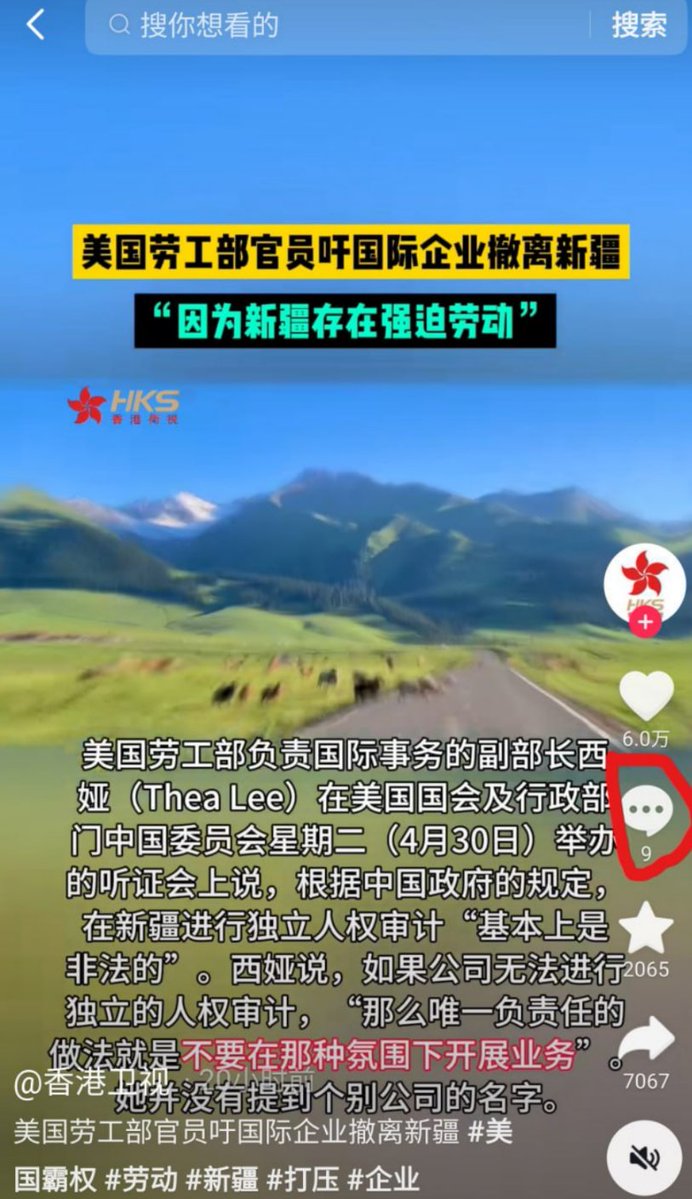 搜你想看的
搜索
美国劳工部官员吁国际企业撤离新疆
“因为新疆存在强迫劳动”
HKS
香港衛視
HKS
6.0万
9
2065
7067
美国劳工部负责国际事务的副部长西
娅（Thea Lee）在美国国会及行政部
门中国委员会星期二（4月30日）举办
的听证会上说，根据中国政府的规定，
在新疆进行独立人权审计“基本上是
非法的”。西娅说，如果公司无法进行
独立的人权审计，“那么唯一负责任的
做法就是不要在那种氛围下开展业务”。
她并没有提到个别公司的名字。
@香港卫视 · 20小时前
美国劳工部官员吁国际企业撤离新疆 #美
国霸权 #劳动 #新疆 #打压 #企业